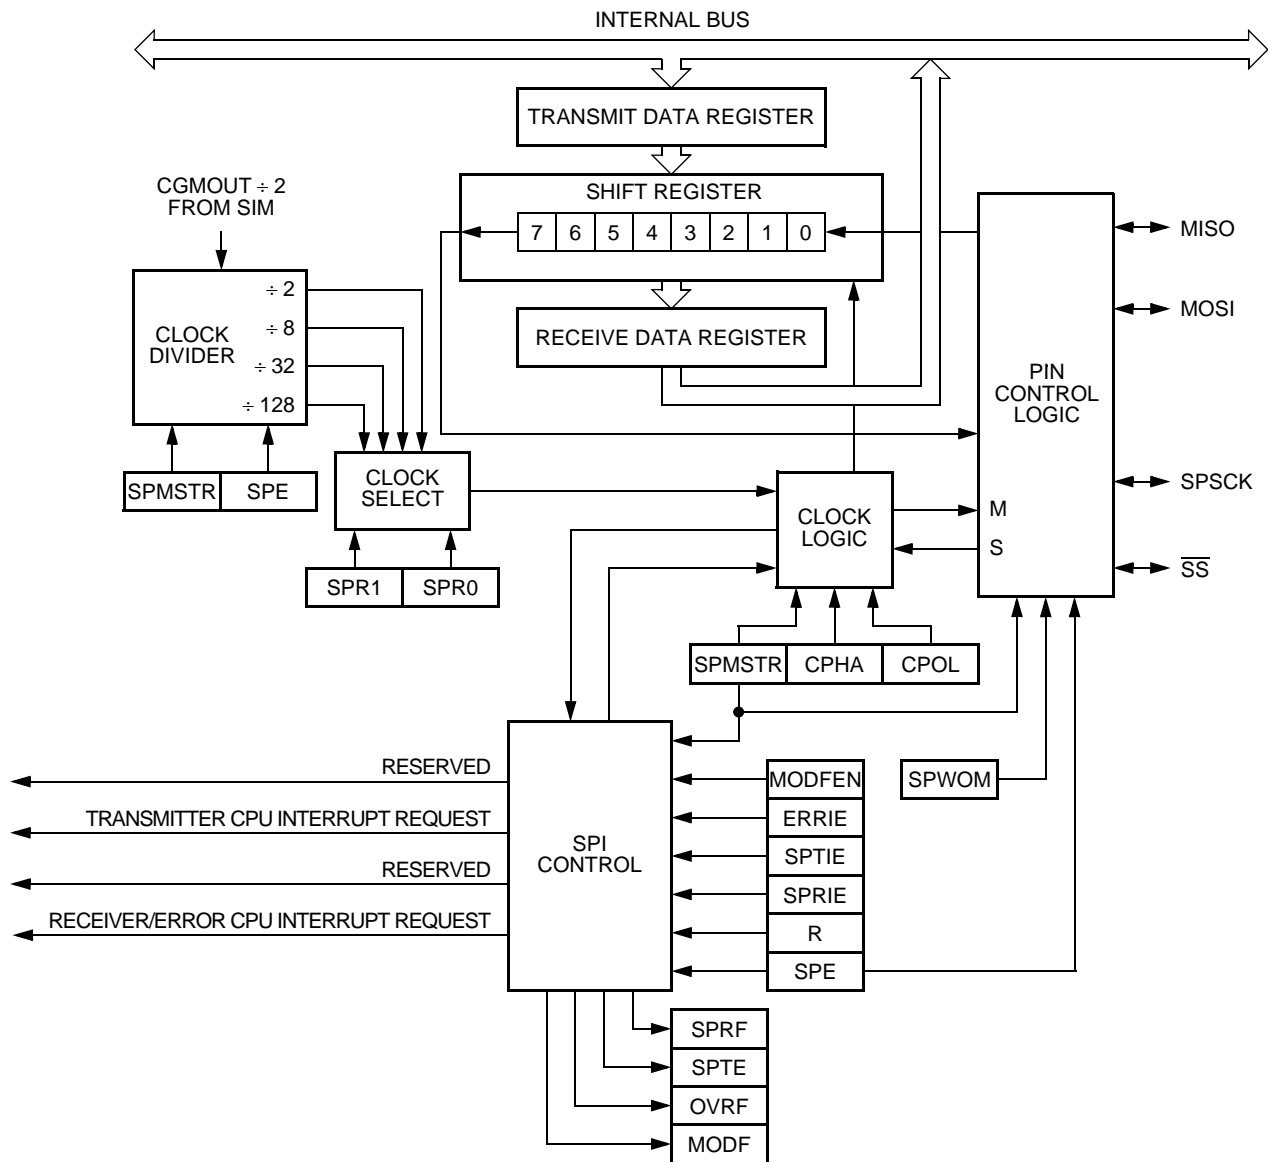 INTERNAL BUS
TRANSMIT DATA REGISTER
CGMOUT ÷ 2
FROM SIM
SHIFT REGISTER
7 6 5 4 3 2 1 0
MISO
÷ 2
÷ 8
÷ 32
÷ 128
CLOCK
DIVIDER
RECEIVE DATA REGISTER
MOSI
PIN
CONTROL
LOGIC
SPMSTR SPE
CLOCK
SELECT
SPSCK
CLOCK
LOGIC
M
S
SS
SPR1 SPR0
SPMSTR CPHA CPOL
RESERVED
TRANSMITTER CPU INTERRUPT REQUEST
RESERVED
RECEIVER/ERROR CPU INTERRUPT REQUEST
SPI
CONTROL
MODFEN
ERRIE
SPTIE
SPRIE
R
SPE
SPWOM
SPRF
SPTE
OVRF
MODF